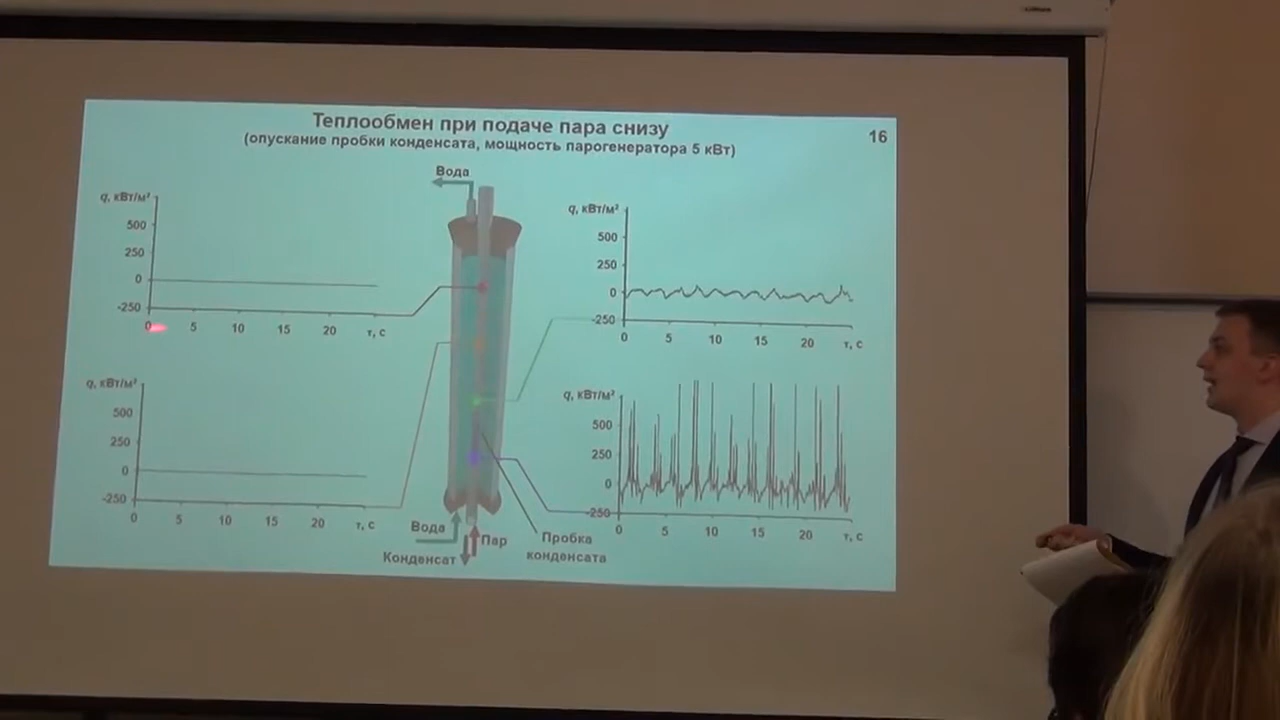 Теплообмен при подаче пара снизу
16
(опускание пробки конденсата, мощность парогенератора 5 кВт)
Вода
q, кВт/м²
500
250
0
-250
0 5 10 15 20 τ, с
q, кВт/м²
500
250
0
-250
0 5 10 15 20 τ, с
q, кВт/м²
500
250
0
-250
0 5 10 15 20 τ, с
q, кВт/м²
500
250
0
-250
0 5 10 15 20 τ, с
Вода
Пар
Конденсат
Пробка
конденсата